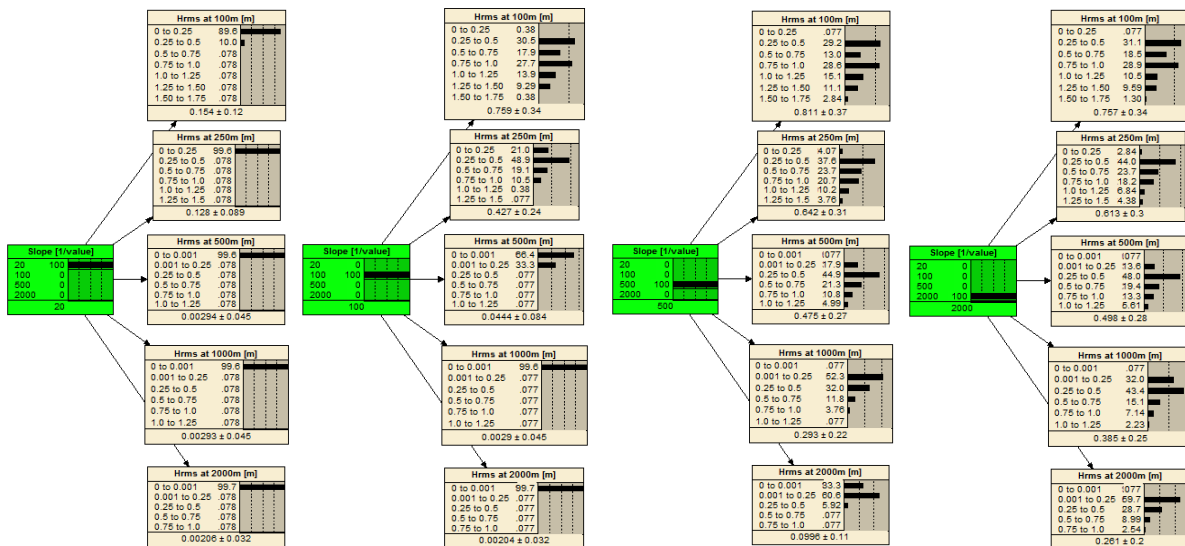 Hrms at 100m [m]
0 to 0.25 89.6
0.25 to 0.5 10.0
0.5 to 0.75 .078
0.75 to 1.0 .078
1.0 to 1.25 .078
1.25 to 1.50 .078
1.50 to 1.75 .078
0.154 ± 0.12
Hrms at 250m [m]
0 to 0.25 99.6
0.25 to 0.5 .078
0.5 to 0.75 .078
0.75 to 1.0 .078
1.0 to 1.25 .078
1.25 to 1.5 .078
0.128 ± 0.089
Slope [1/value]
20 100
100 0
500 0
2000 0
20
Hrms at 500m [m]
0 to 0.001 99.6
0.001 to 0.25 .078
0.25 to 0.5 .078
0.5 to 0.75 .078
0.75 to 1.0 .078
1.0 to 1.25 .078
0.00294 ± 0.045
Hrms at 1000m [m]
0 to 0.001 99.6
0.001 to 0.25 .078
0.25 to 0.5 .078
0.5 to 0.75 .078
0.75 to 1.0 .078
1.0 to 1.25 .078
0.00293 ± 0.045
Hrms at 2000m [m]
0 to 0.001 99.7
0.001 to 0.25 .078
0.25 to 0.5 .078
0.5 to 0.75 .078
0.75 to 1.0 .078
0.00206 ± 0.032
Hrms at 100m [m]
0 to 0.25 0.38
0.25 to 0.5 30.5
0.5 to 0.75 17.9
0.75 to 1.0 27.7
1.0 to 1.25 13.9
1.25 to 1.50 9.29
1.50 to 1.75 0.38
0.759 ± 0.34
Hrms at 250m [m]
0 to 0.25 21.0
0.25 to 0.5 48.9
0.5 to 0.75 19.1
0.75 to 1.0 10.5
1.0 to 1.25 0.38
1.25 to 1.5 .077
0.427 ± 0.24
Slope [1/value]
20 0
100 100
500 0
2000 0
100
Hrms at 500m [m]
0 to 0.001 66.4
0.001 to 0.25 33.3
0.25 to 0.5 .077
0.5 to 0.75 .077
0.75 to 1.0 .077
1.0 to 1.25 .077
0.0444 ± 0.084
Hrms at 1000m [m]
0 to 0.001 99.6
0.001 to 0.25 .077
0.25 to 0.5 .077
0.5 to 0.75 .077
0.75 to 1.0 .077
1.0 to 1.25 .077
0.0029 ± 0.045
Hrms at 2000m [m]
0 to 0.001 99.7
0.001 to 0.25 .077
0.25 to 0.5 .077
0.5 to 0.75 .077
0.75 to 1.0 .077
0.00204 ± 0.032
Hrms at 100m [m]
0 to 0.25 .077
0.25 to 0.5 29.2
0.5 to 0.75 13.0
0.75 to 1.0 28.6
1.0 to 1.25 15.1
1.25 to 1.50 11.1
1.50 to 1.75 2.84
0.811 ± 0.37
Hrms at 250m [m]
0 to 0.25 4.07
0.25 to 0.5 37.6
0.5 to 0.75 23.7
0.75 to 1.0 20.7
1.0 to 1.25 10.2
1.25 to 1.5 3.76
0.642 ± 0.31
Slope [1/value]
20 0
100 0
500 100
2000 0
500
Hrms at 500m [m]
0 to 0.001 .077
0.001 to 0.25 17.9
0.25 to 0.5 44.9
0.5 to 0.75 21.3
0.75 to 1.0 10.8
1.0 to 1.25 4.99
0.475 ± 0.27
Hrms at 1000m [m]
0 to 0.001 .077
0.001 to 0.25 52.3
0.25 to 0.5 32.0
0.5 to 0.75 11.8
0.75 to 1.0 3.76
1.0 to 1.25 .077
0.293 ± 0.22
Hrms at 2000m [m]
0 to 0.001 33.3
0.001 to 0.25 60.6
0.25 to 0.5 5.92
0.5 to 0.75 .077
0.75 to 1.0 .077
0.0996 ± 0.11
Hrms at 100m [m]
0 to 0.25 .077
0.25 to 0.5 31.1
0.5 to 0.75 18.5
0.75 to 1.0 28.9
1.0 to 1.25 10.5
1.25 to 1.50 9.59
1.50 to 1.75 1.30
0.757 ± 0.34
Hrms at 250m [m]
0 to 0.25 2.84
0.25 to 0.5 44.0
0.5 to 0.75 23.7
0.75 to 1.0 18.2
1.0 to 1.25 6.84
1.25 to 1.5 4.38
0.613 ± 0.3
Slope [1/value]
20 0
100 0
500 0
2000 100
2000
Hrms at 500m [m]
0 to 0.001 .077
0.001 to 0.25 13.6
0.25 to 0.5 48.0
0.5 to 0.75 19.4
0.75 to 1.0 13.3
1.0 to 1.25 5.61
0.498 ± 0.28
Hrms at 1000m [m]
0 to 0.001 .077
0.001 to 0.25 32.0
0.25 to 0.5 43.4
0.5 to 0.75 15.1
0.75 to 1.0 7.14
1.0 to 1.25 2.23
0.385 ± 0.25
Hrms at 2000m [m]
0 to 0.001 .077
0.001 to 0.25 59.7
0.25 to 0.5 28.7
0.5 to 0.75 8.99
0.75 to 1.0 2.54
0.261 ± 0.2